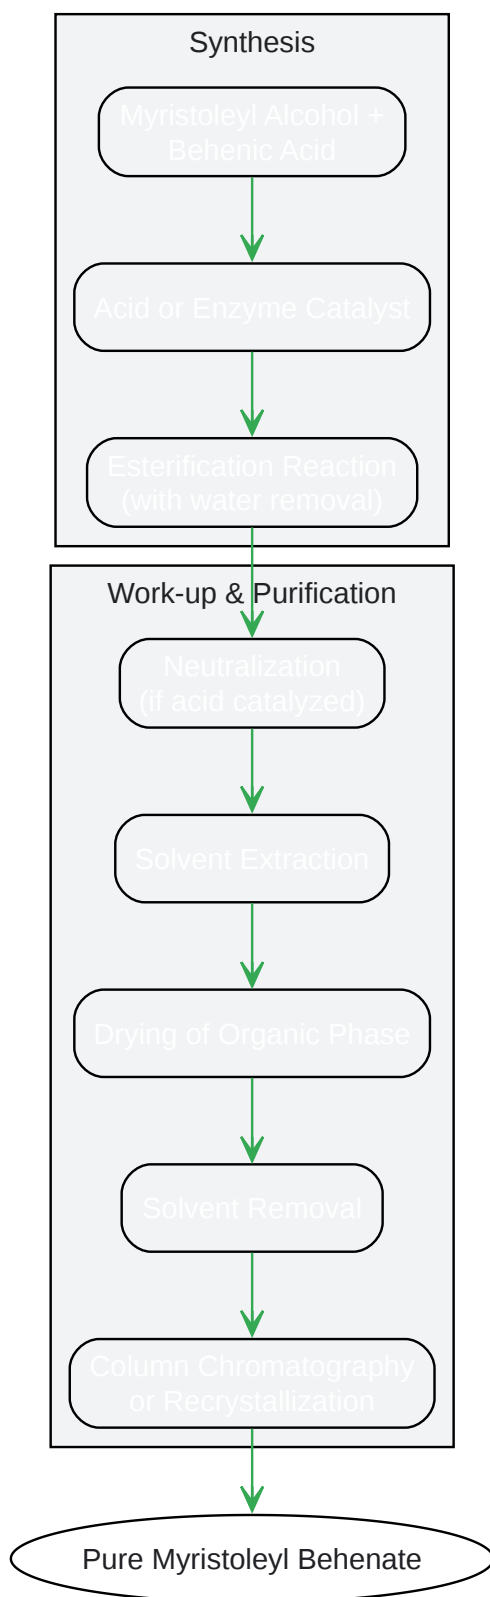 Synthesis
Myristoleyl Alcohol +
Behenic Acid
Acid or Enzyme Catalyst
Esterification Reaction
(with water removal)
Work-up & Purification
Neutralization
(if acid catalyzed)
Solvent Extraction
Drying of Organic Phase
Solvent Removal
Column Chromatography
or Recrystallization
Pure Myristoleyl Behenate